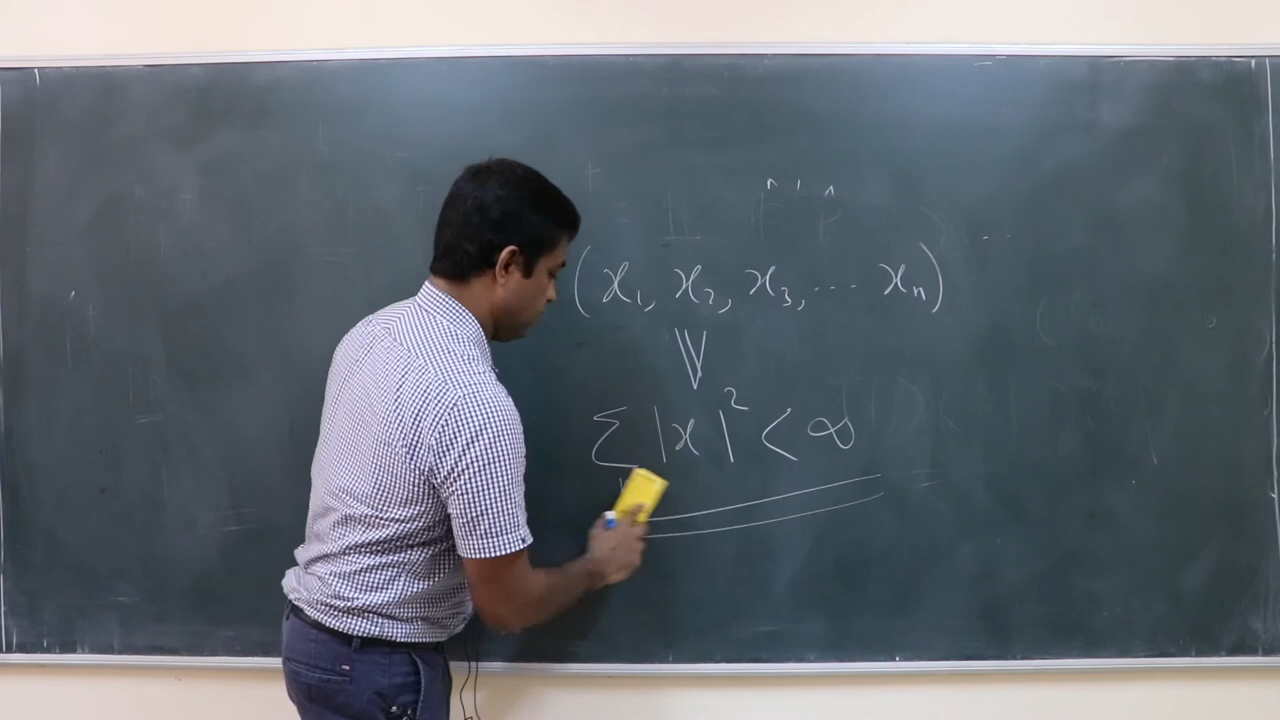 (x₁, x₂, x₃, ... xₙ)
Σ |x|² < ∞